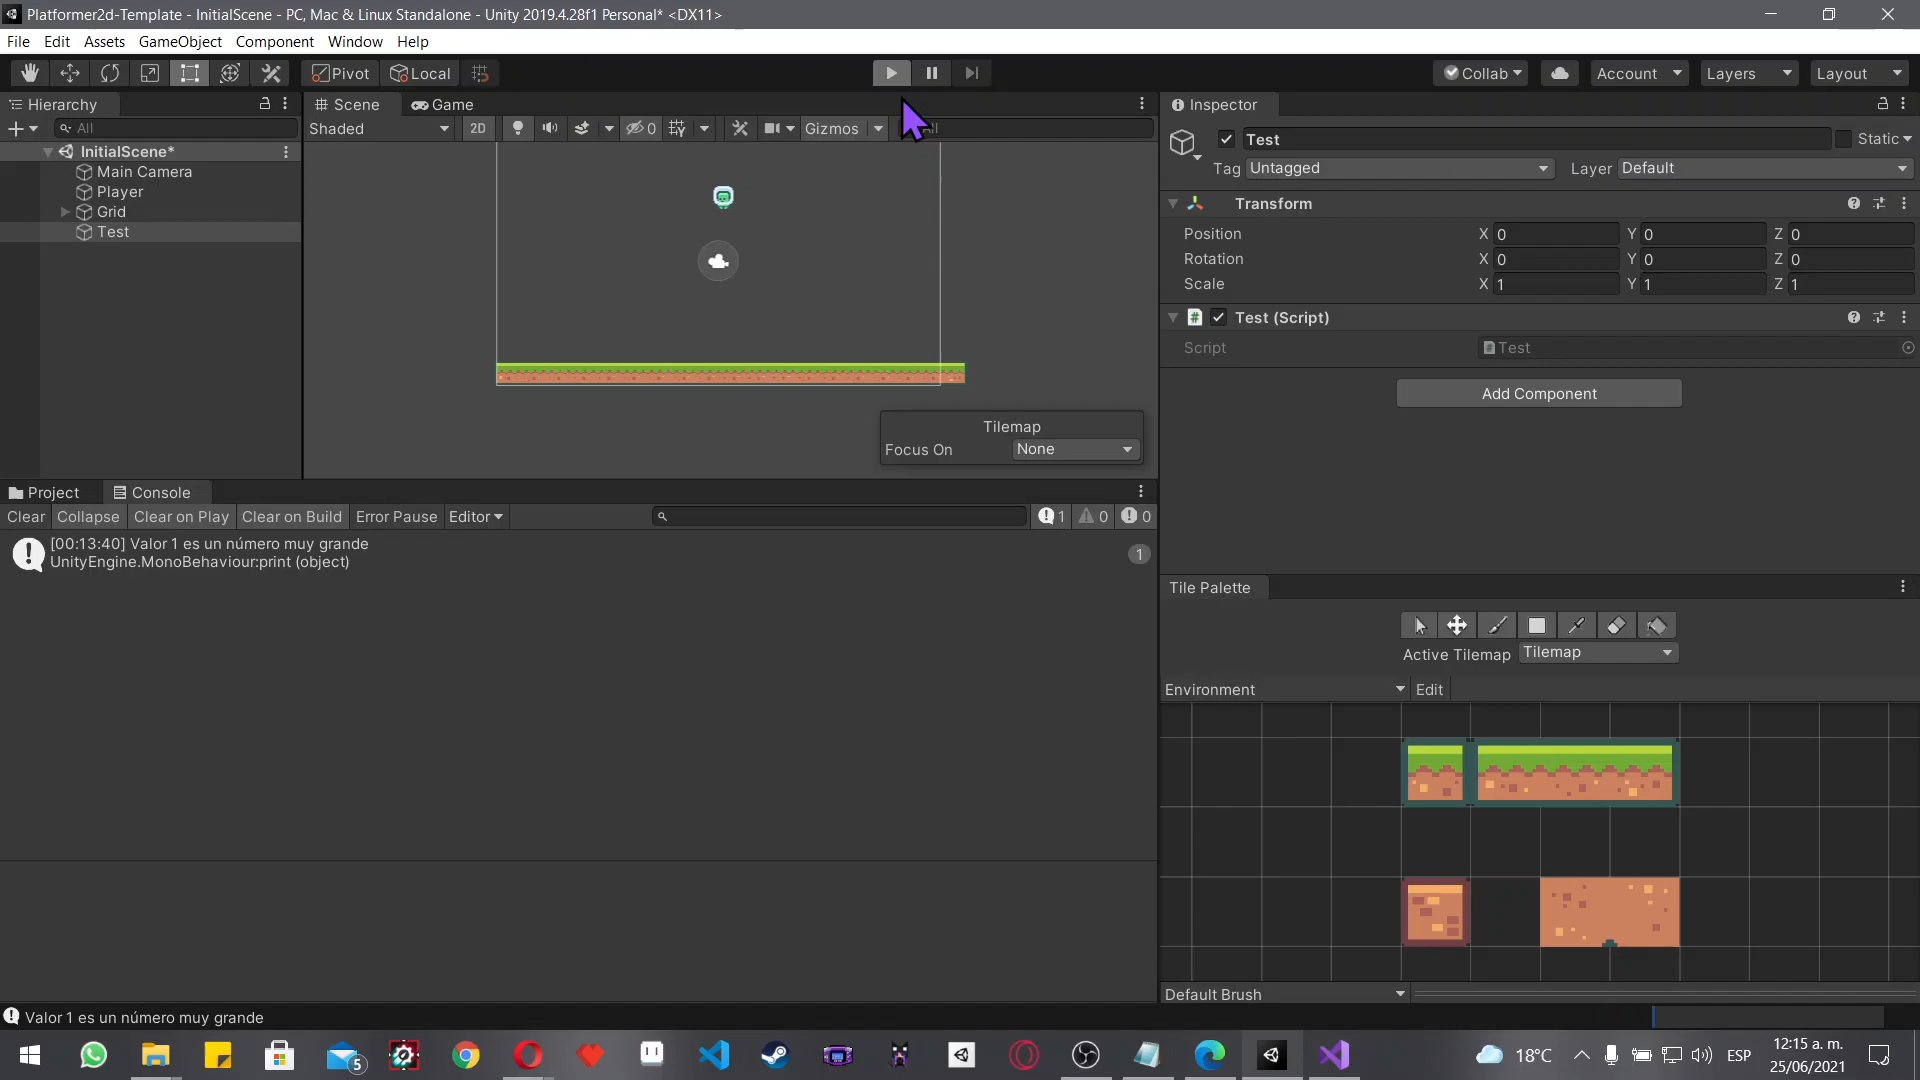 Platformer2d-Template - InitialScene - PC, Mac & Linux Standalone - Unity 2019.4.28f1 Personal* <DX11>
File Edit Assets GameObject Component Window Help
Pivot Local Collab Account Layers Layout
Hierarchy
All
InitialScene*
Main Camera
Player
Grid
Test
Scene Game
Shaded 2D 0 Gizmos All
Tilemap
Focus On None
Inspector
Test Static
Tag Untagged Layer Default
Transform
Position X 0 Y 0 Z 0
Rotation X 0 Y 0 Z 0
Scale X 1 Y 1 Z 1
Test (Script)
Script Test
Add Component
Project Console
Clear Collapse Clear on Play Clear on Build Error Pause Editor 1 0 0
[00:13:40] Valor 1 es un número muy grande
UnityEngine.MonoBehaviour:print (object)
1
Tile Palette
Active Tilemap Tilemap
Environment Edit
Default Brush
Valor 1 es un número muy grande
5
18°C ESP 12:15 a. m.
25/06/2021